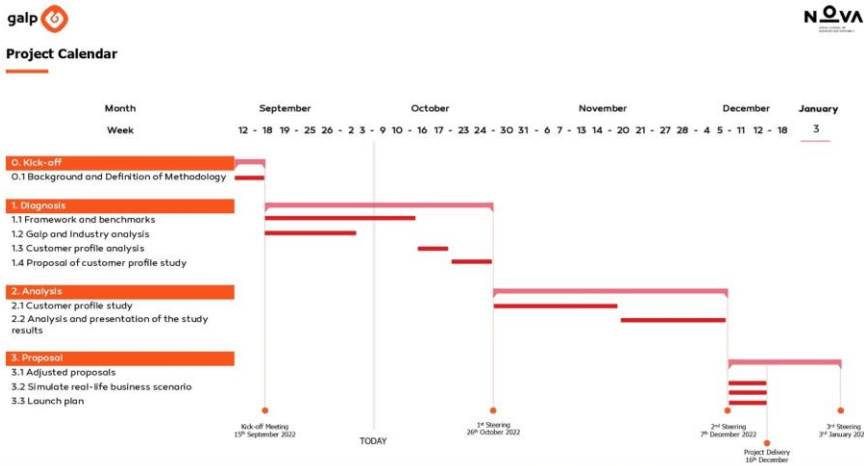 galp
NOVA
Project Calendar
Month September October November December January
Week 12 - 18 19 - 25 26 - 2 3 - 9 10 - 16 17 - 23 24 - 30 31 - 6 7 - 13 14 - 20 21 - 27 28 - 4 5 - 11 12 - 18 3
0. Kick-off
0.1 Background and Definition of Methodology
1. Diagnosis
1.1 Framework and benchmarks
1.2 Galp and Industry analysis
1.3 Customer profile analysis
1.4 Proposal of customer profile study
2. Analysis
2.1 Customer profile study
2.2 Analysis and presentation of the study
results
3. Proposal
3.1 Adjusted proposals
3.2 Simulate real-life business scenario
3.3 Launch plan
Kick-off Meeting
15th September 2022
TODAY
1st Steering
26th October 2022
2nd Steering
7th December 2022
Project Delivery
16th December
3rd Steering
3rd January 202